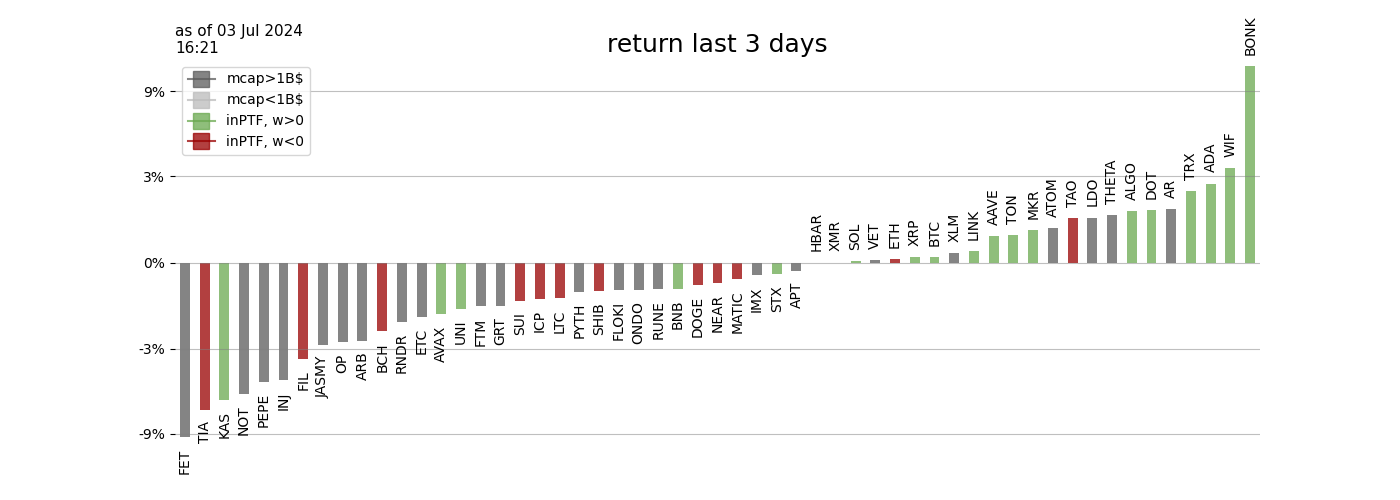 as of 03 Jul 2024
16:21
return last 3 days
mcap>1B$
mcap<1B$
inPTF, w>0
inPTF, w<0
9%
3%
0%
-3%
-9%
FET
TIA
KAS
NOT
PEPE
INJ
FIL
JASMY
OP
ARB
BCH
RNDR
ETC
AVAX
UNI
FTM
GRT
SUI
ICP
LTC
PYTH
SHIB
FLOKI
ONDO
RUNE
BNB
DOGE
NEAR
MATIC
IMX
STX
APT
HBAR
XMR
SOL
VET
ETH
XRP
BTC
XLM
LINK
AAVE
TON
MKR
ATOM
TAO
LDO
THETA
ALGO
DOT
AR
TRX
ADA
WIF
BONK